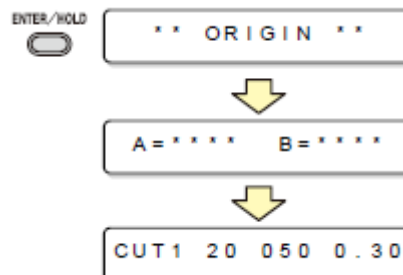 ENTER/HOLD
** ORIGIN **
A=**** B=****
CUT1 20 050 0.30